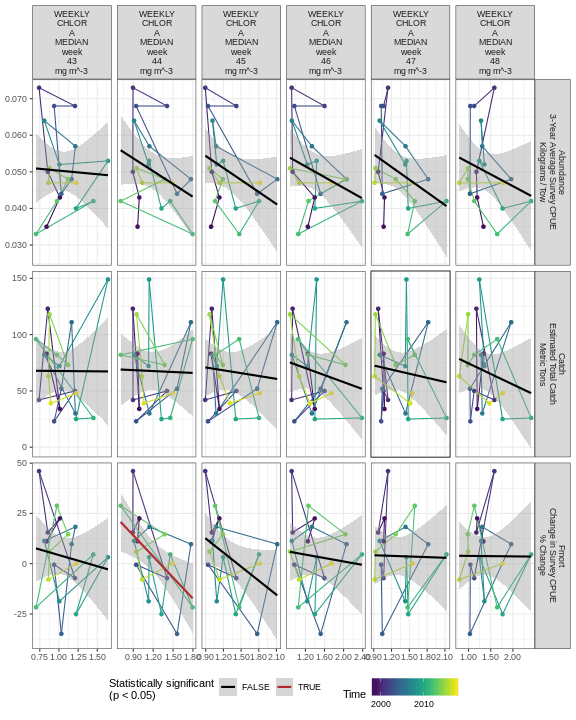 WEEKLY
CHLOR
A
MEDIAN
week
43
mg m^-3
WEEKLY
CHLOR
A
MEDIAN
week
44
mg m^-3
WEEKLY
CHLOR
A
MEDIAN
week
45
mg m^-3
WEEKLY
CHLOR
A
MEDIAN
week
46
mg m^-3
WEEKLY
CHLOR
A
MEDIAN
week
47
mg m^-3
WEEKLY
CHLOR
A
MEDIAN
week
48
mg m^-3
0.070
0.060
0.050
0.040
0.030
Abundance
3-Year Average Survey CPUE
Kilograms / Tow
150
100
50
0
Catch
Estimated Total Catch
Metric Tons
50
25
0
-25
Fmort
Change in Survey CPUE
% Change
0.75 1.00 1.25 1.50
0.90 1.20 1.50 1.80
0.90 1.20 1.50 1.80 2.10
1.20 1.60 2.00 2.40
0.90 1.20 1.50 1.80 2.10
1.00 1.50 2.00
Statistically significant
(p < 0.05)
FALSE
TRUE
Time
2000
2010